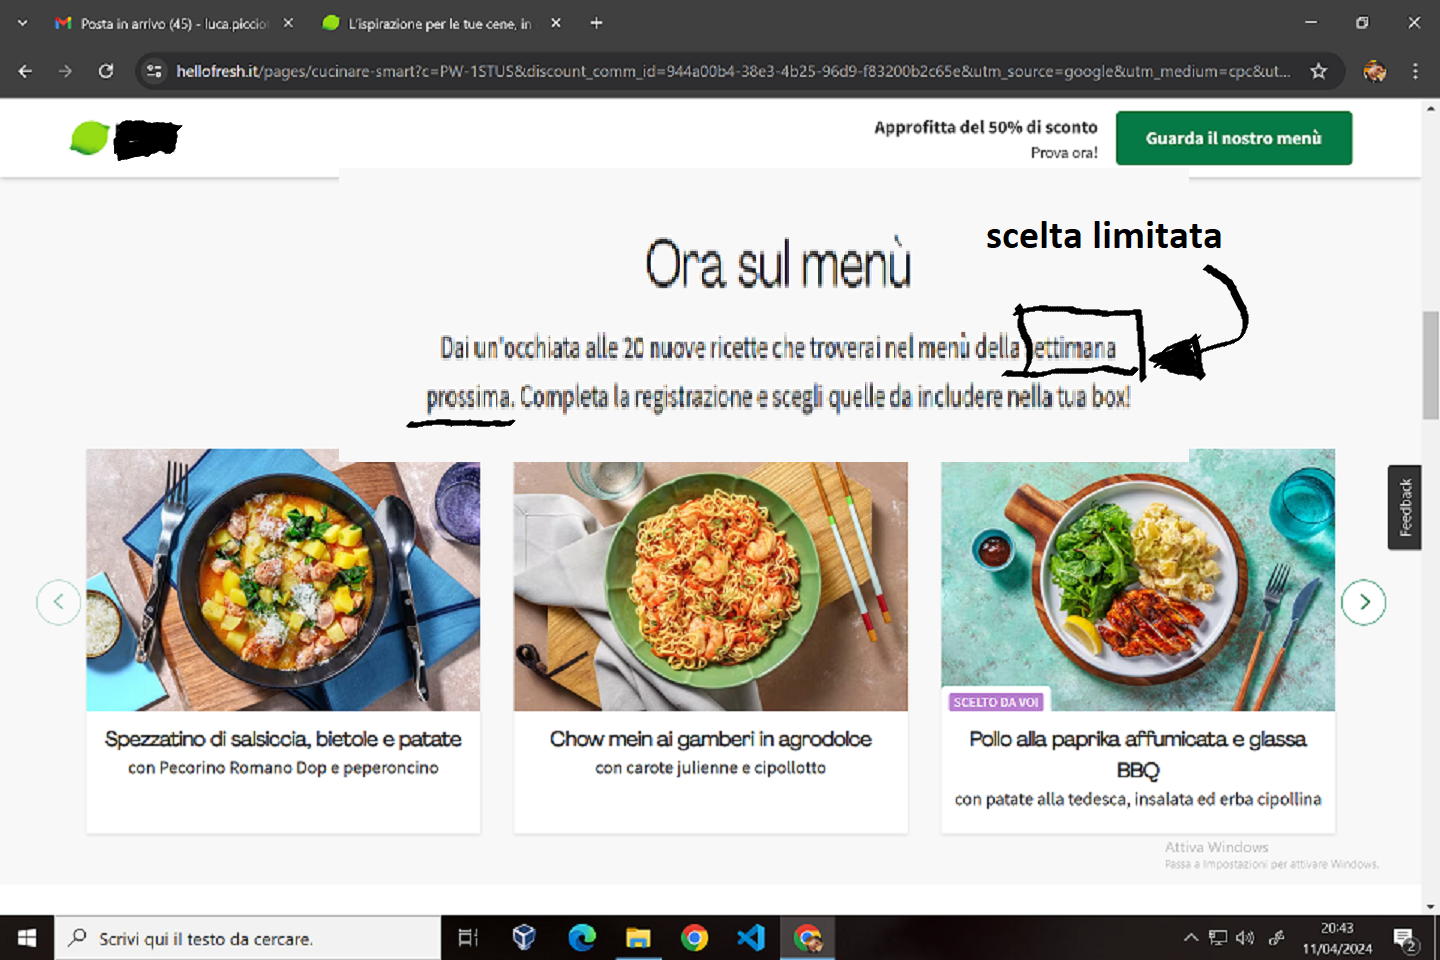 Posta in arrivo (45) - luca.piccio
L'ispirazione per le tue cene, in
hellofresh.it/pages/cucinare-smart?c=PW-1STUS&discount_comm_id=944a00b4-38e3-4b25-96d9-f83200b2c65e&utm_source=google&utm_medium=cpc&ut...
Approfitta del 50% di sconto
Prova ora!
Guarda il nostro menù
scelta limitata
Ora sul menù
Dai un'occhiata alle 20 nuove ricette che troverai nel menù della settimana
prossima. Completa la registrazione e scegli quelle da includere nella tua box!
Feedback
SCELTO DA VOI
Spezzatino di salsiccia, bietole e patate
con Pecorino Romano Dop e peperoncino
Chow mein ai gamberi in agrodolce
con carote julienne e cipollotto
Pollo alla paprika affumicata e glassa
BBQ
con patate alla tedesca, insalata ed erba cipollina
Attiva Windows
Passa a Impostazioni per attivare Windows.
Scrivi qui il testo da cercare.
20:43
11/04/2024
2